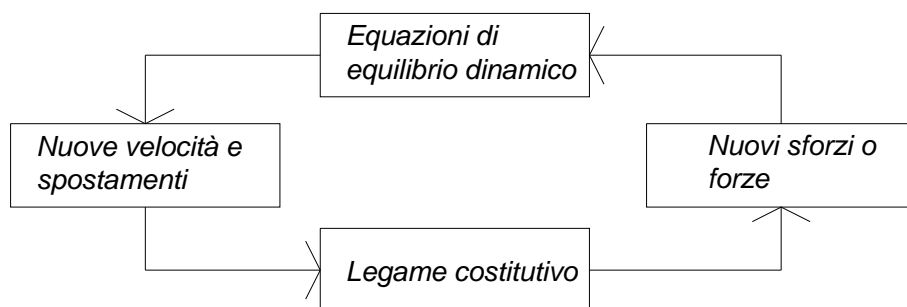 Equazioni di
equilibrio dinamico
Nuove velocità e
spostamenti
Nuovi sforzi o
forze
Legame costitutivo